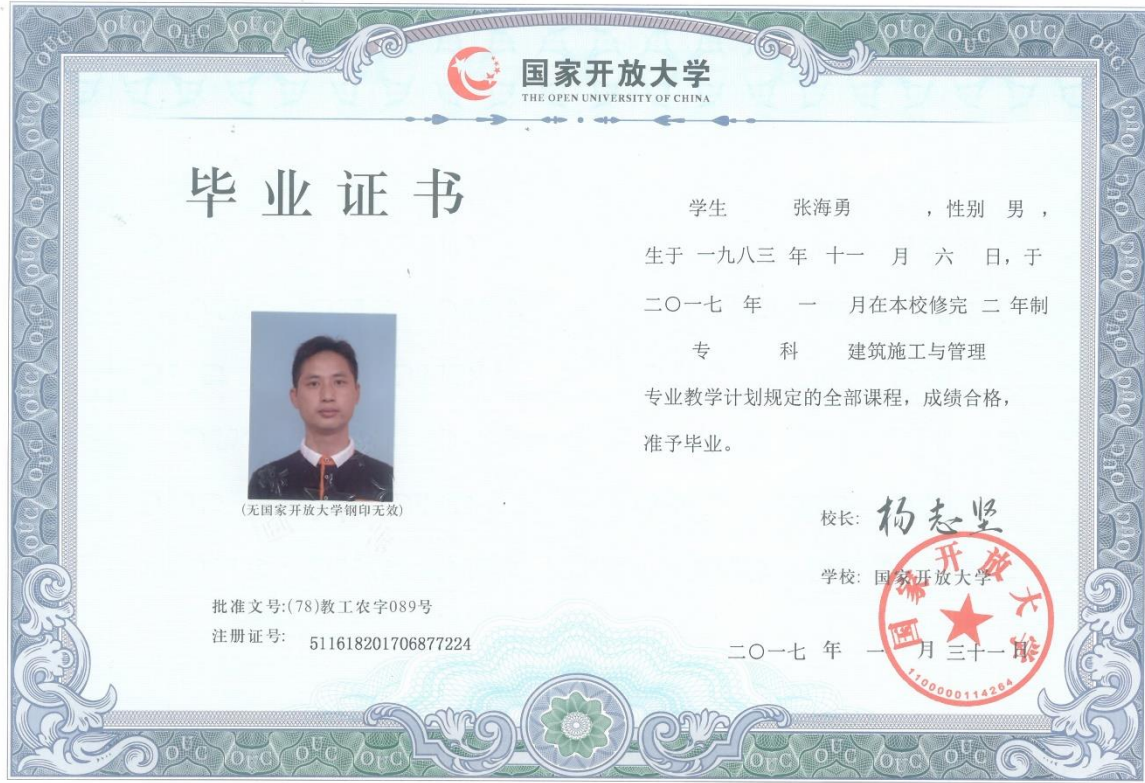 国家开放大学
THE OPEN UNIVERSITY OF CHINA
毕业证书
学生 张海勇 ，性别 男 ，
生于 一九八三 年 十一 月 六 日，于
二〇一七 年 一 月在本校修完 二 年制
专 科 建筑施工与管理
专业教学计划规定的全部课程，成绩合格，
准予毕业。
(无国家开放大学钢印无效)
校长: 杨志坚
学校: 国家开放大学
二〇一七 年 一 月 三十一 日
国家开放大学
1100000114264
批准文号:(78)教工农字089号
注册证号: 511618201706877224